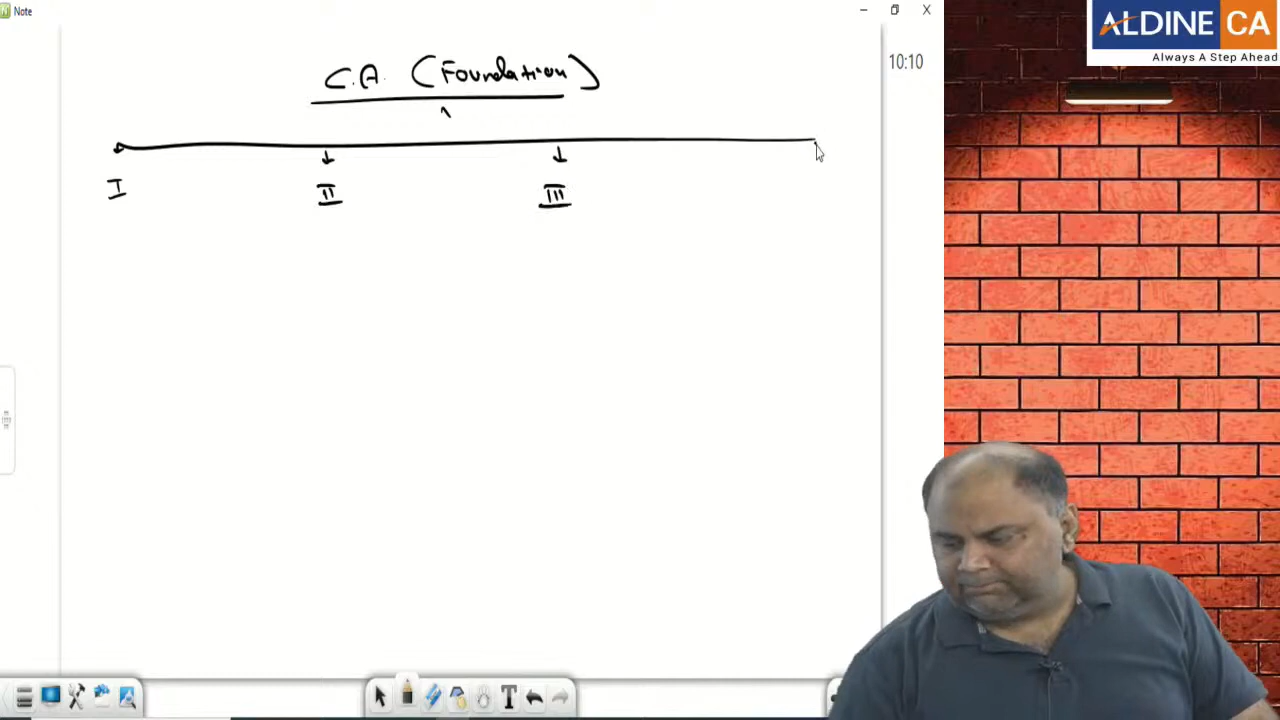 Note
ALDINE CA
Always A Step Ahead
10:10
C.A. (Foundation)
I II III
T